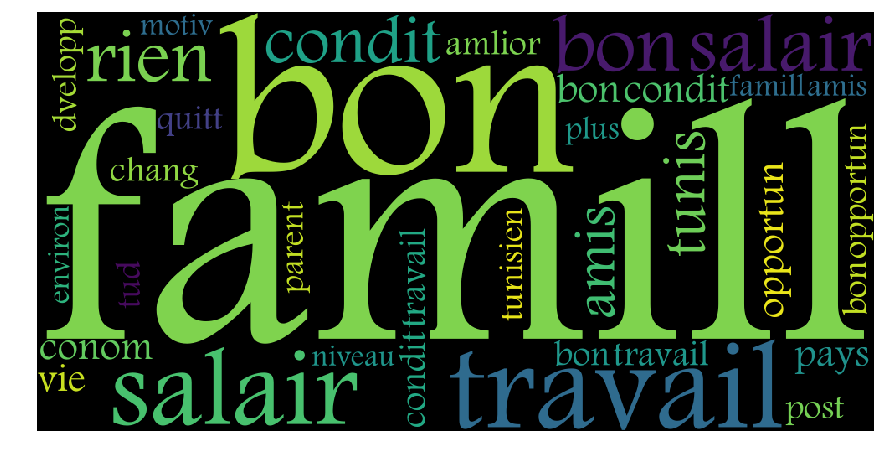 motiv
dvelopp
rien
condit
amlior
bon
bon salair
bon condit
famill amis
quitt
plus
chang
famill
tunis
environ
tud
parent
condit travail
tunisien
amis
opportun
bon opportun
conom
niveau
bon travail
pays
vie
salair
travail
post